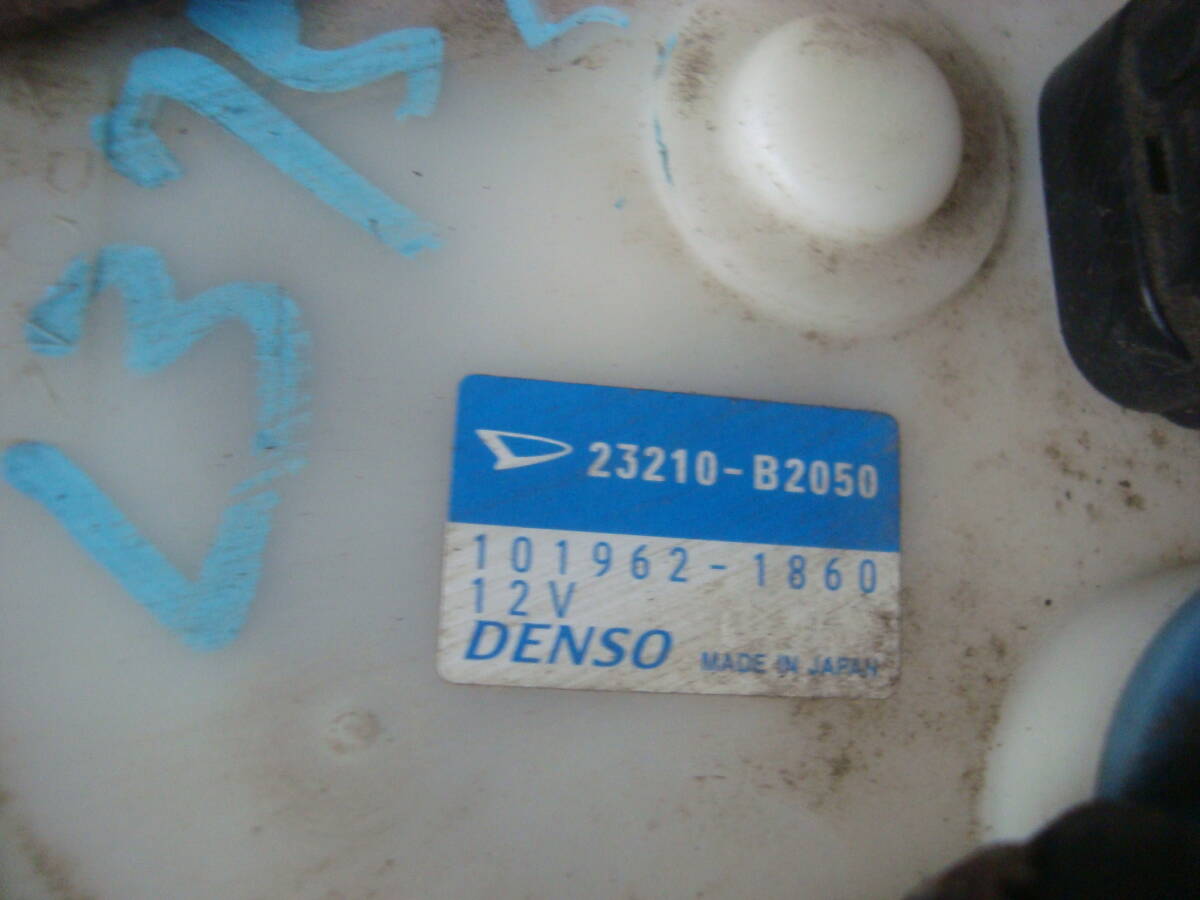 23210-B2050
101962-1860
12V
DENSO
MADE IN JAPAN